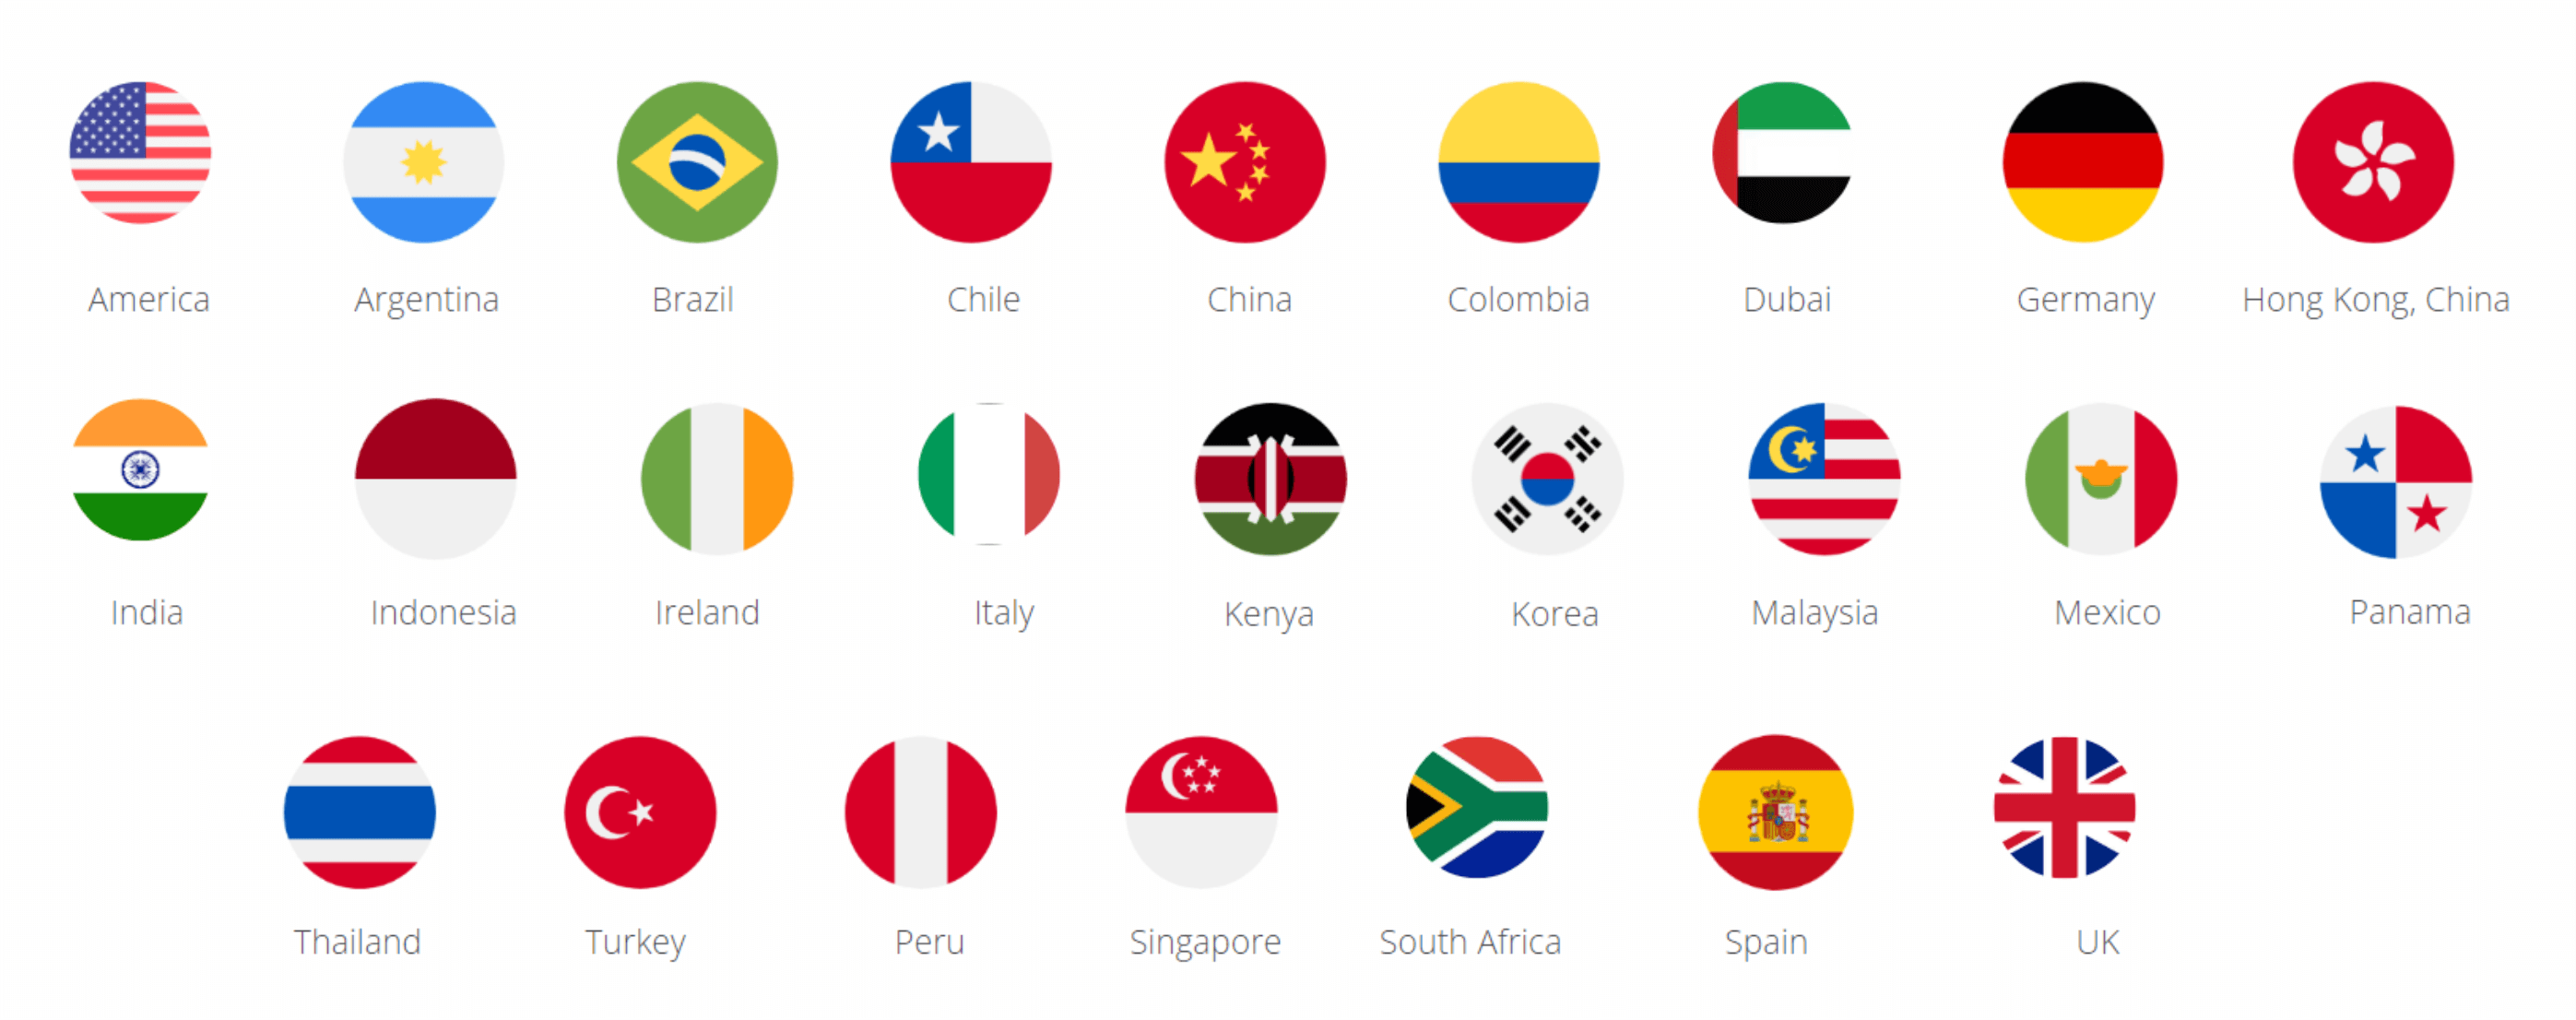 America Argentina Brazil Chile China Colombia Dubai Germany Hong Kong, China
India Indonesia Ireland Italy Kenya Korea Malaysia Mexico Panama
Thailand Turkey Peru Singapore South Africa Spain UK